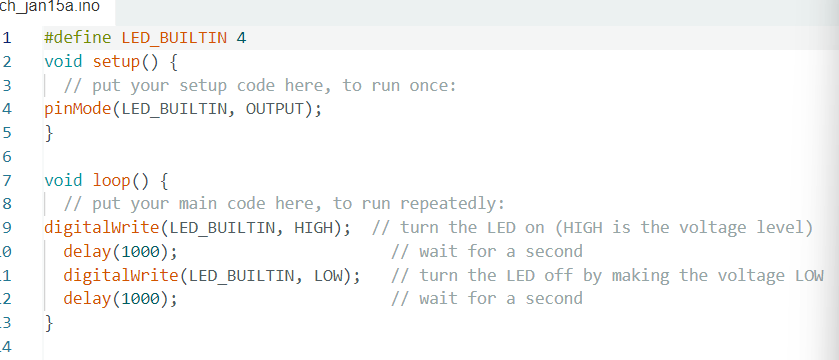 ch_jan15a.ino
1 #define LED_BUILTIN 4
2 void setup() {
3 // put your setup code here, to run once:
4 pinMode(LED_BUILTIN, OUTPUT);
5 }
6
7 void loop() {
8 // put your main code here, to run repeatedly:
9 digitalWrite(LED_BUILTIN, HIGH); // turn the LED on (HIGH is the voltage level)
0 delay(1000); // wait for a second
1 digitalWrite(LED_BUILTIN, LOW); // turn the LED off by making the voltage LOW
2 delay(1000); // wait for a second
3 }
4